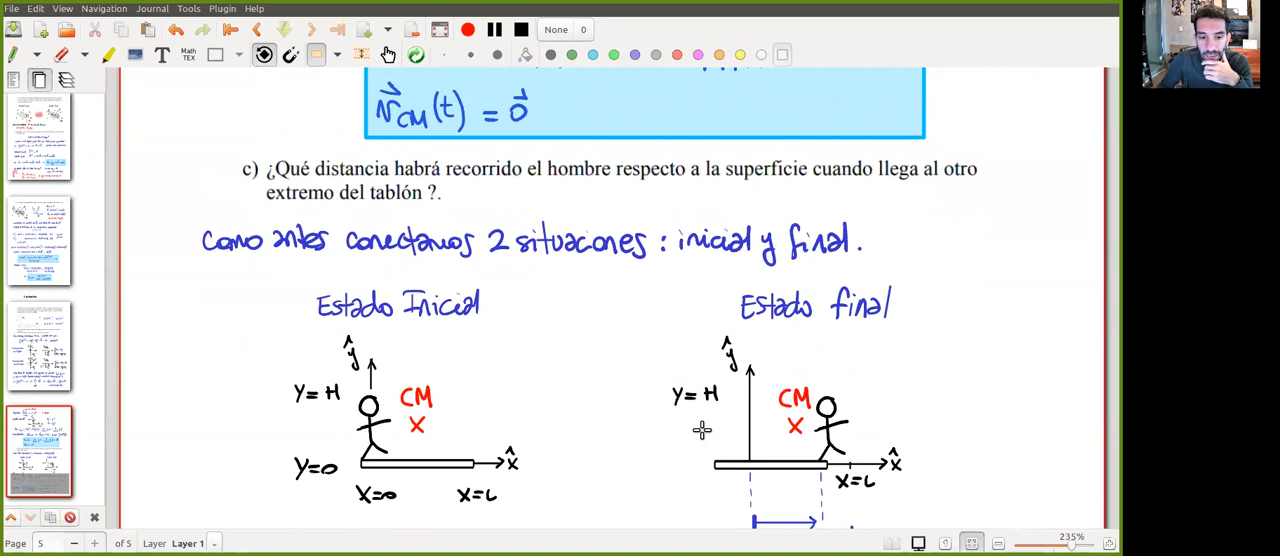 File Edit View Navigation Journal Tools Plugin Help
None 0
Math
TEX
V⃗CM(t) = 0⃗
c) ¿Qué distancia habrá recorrido el hombre respecto a la superficie cuando llega al otro
extremo del tablón ?.
Como antes conectamos 2 situaciones : inicial y final.
Estado Inicial
Estado final
ŷ
ŷ
Y= H
CM
X
Y= H
CM
X
Y=0
x̂
x̂
X=0
X=L
X=L
Page 5 of 5 Layer Layer 1
235%